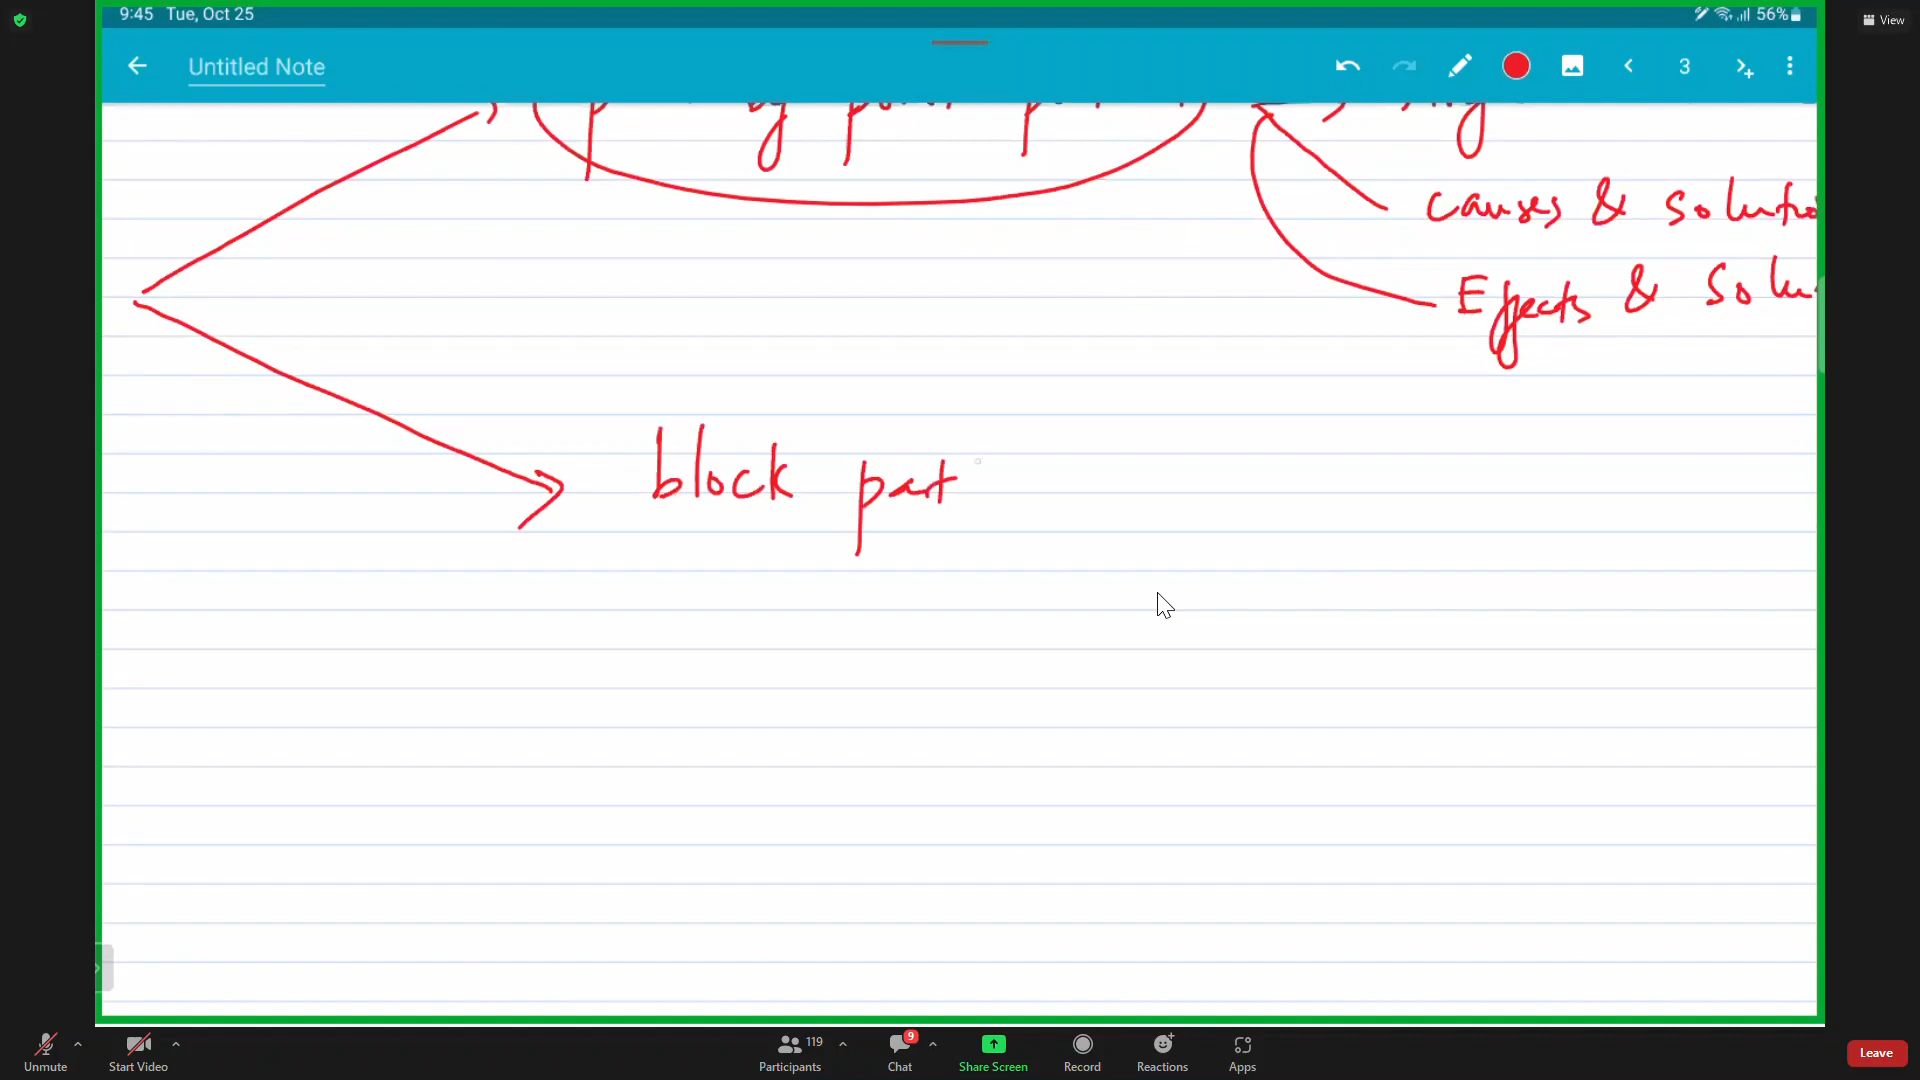 9:45 Tue, Oct 25 56%
View
Untitled Note
3
by
causes & solutio
Effects & Solu
block part
119
9
Unmute Start Video Participants Chat Share Screen Record Reactions Apps Leave